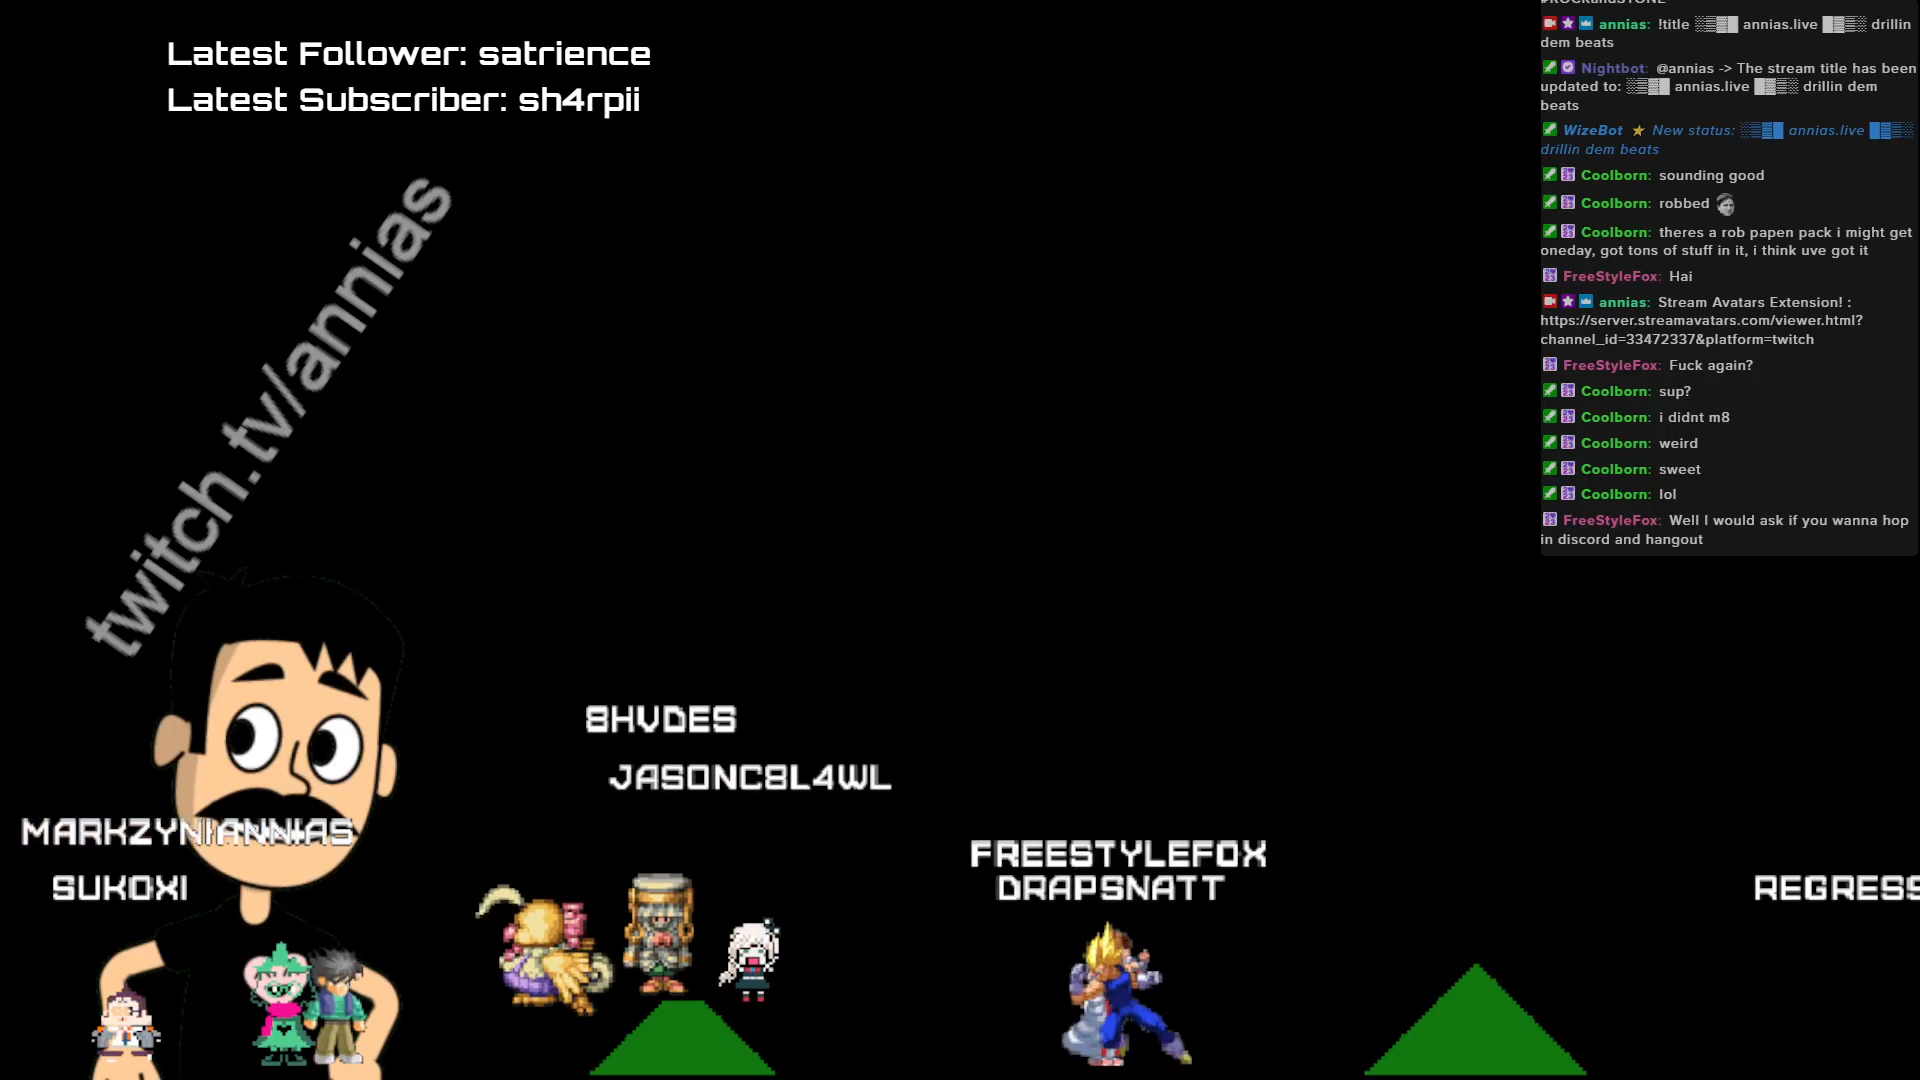 Latest Follower: satrience
Latest Subscriber: sh4rpii
twitch.tv/annias
8HVDES
JASONC8L4WL
MARKZYNIANNIAS
SUKOXI
FREESTYLEFOX
DRAPSNATT
REGRESS
#ROCKandSTONE
annias: !title ░▒▓█ annias.live █▓▒░ drillin
dem beats
Nightbot: @annias -> The stream title has been
updated to: ░▒▓█ annias.live █▓▒░ drillin dem
beats
WizeBot ★ New status: ░▒▓█ annias.live █▓▒░
drillin dem beats
Coolborn: sounding good
Coolborn: robbed
Coolborn: theres a rob papen pack i might get
oneday, got tons of stuff in it, i think uve got it
FreeStyleFox: Hai
annias: Stream Avatars Extension! :
https://server.streamavatars.com/viewer.html?
channel_id=33472337&platform=twitch
FreeStyleFox: Fuck again?
Coolborn: sup?
Coolborn: i didnt m8
Coolborn: weird
Coolborn: sweet
Coolborn: lol
FreeStyleFox: Well I would ask if you wanna hop
in discord and hangout